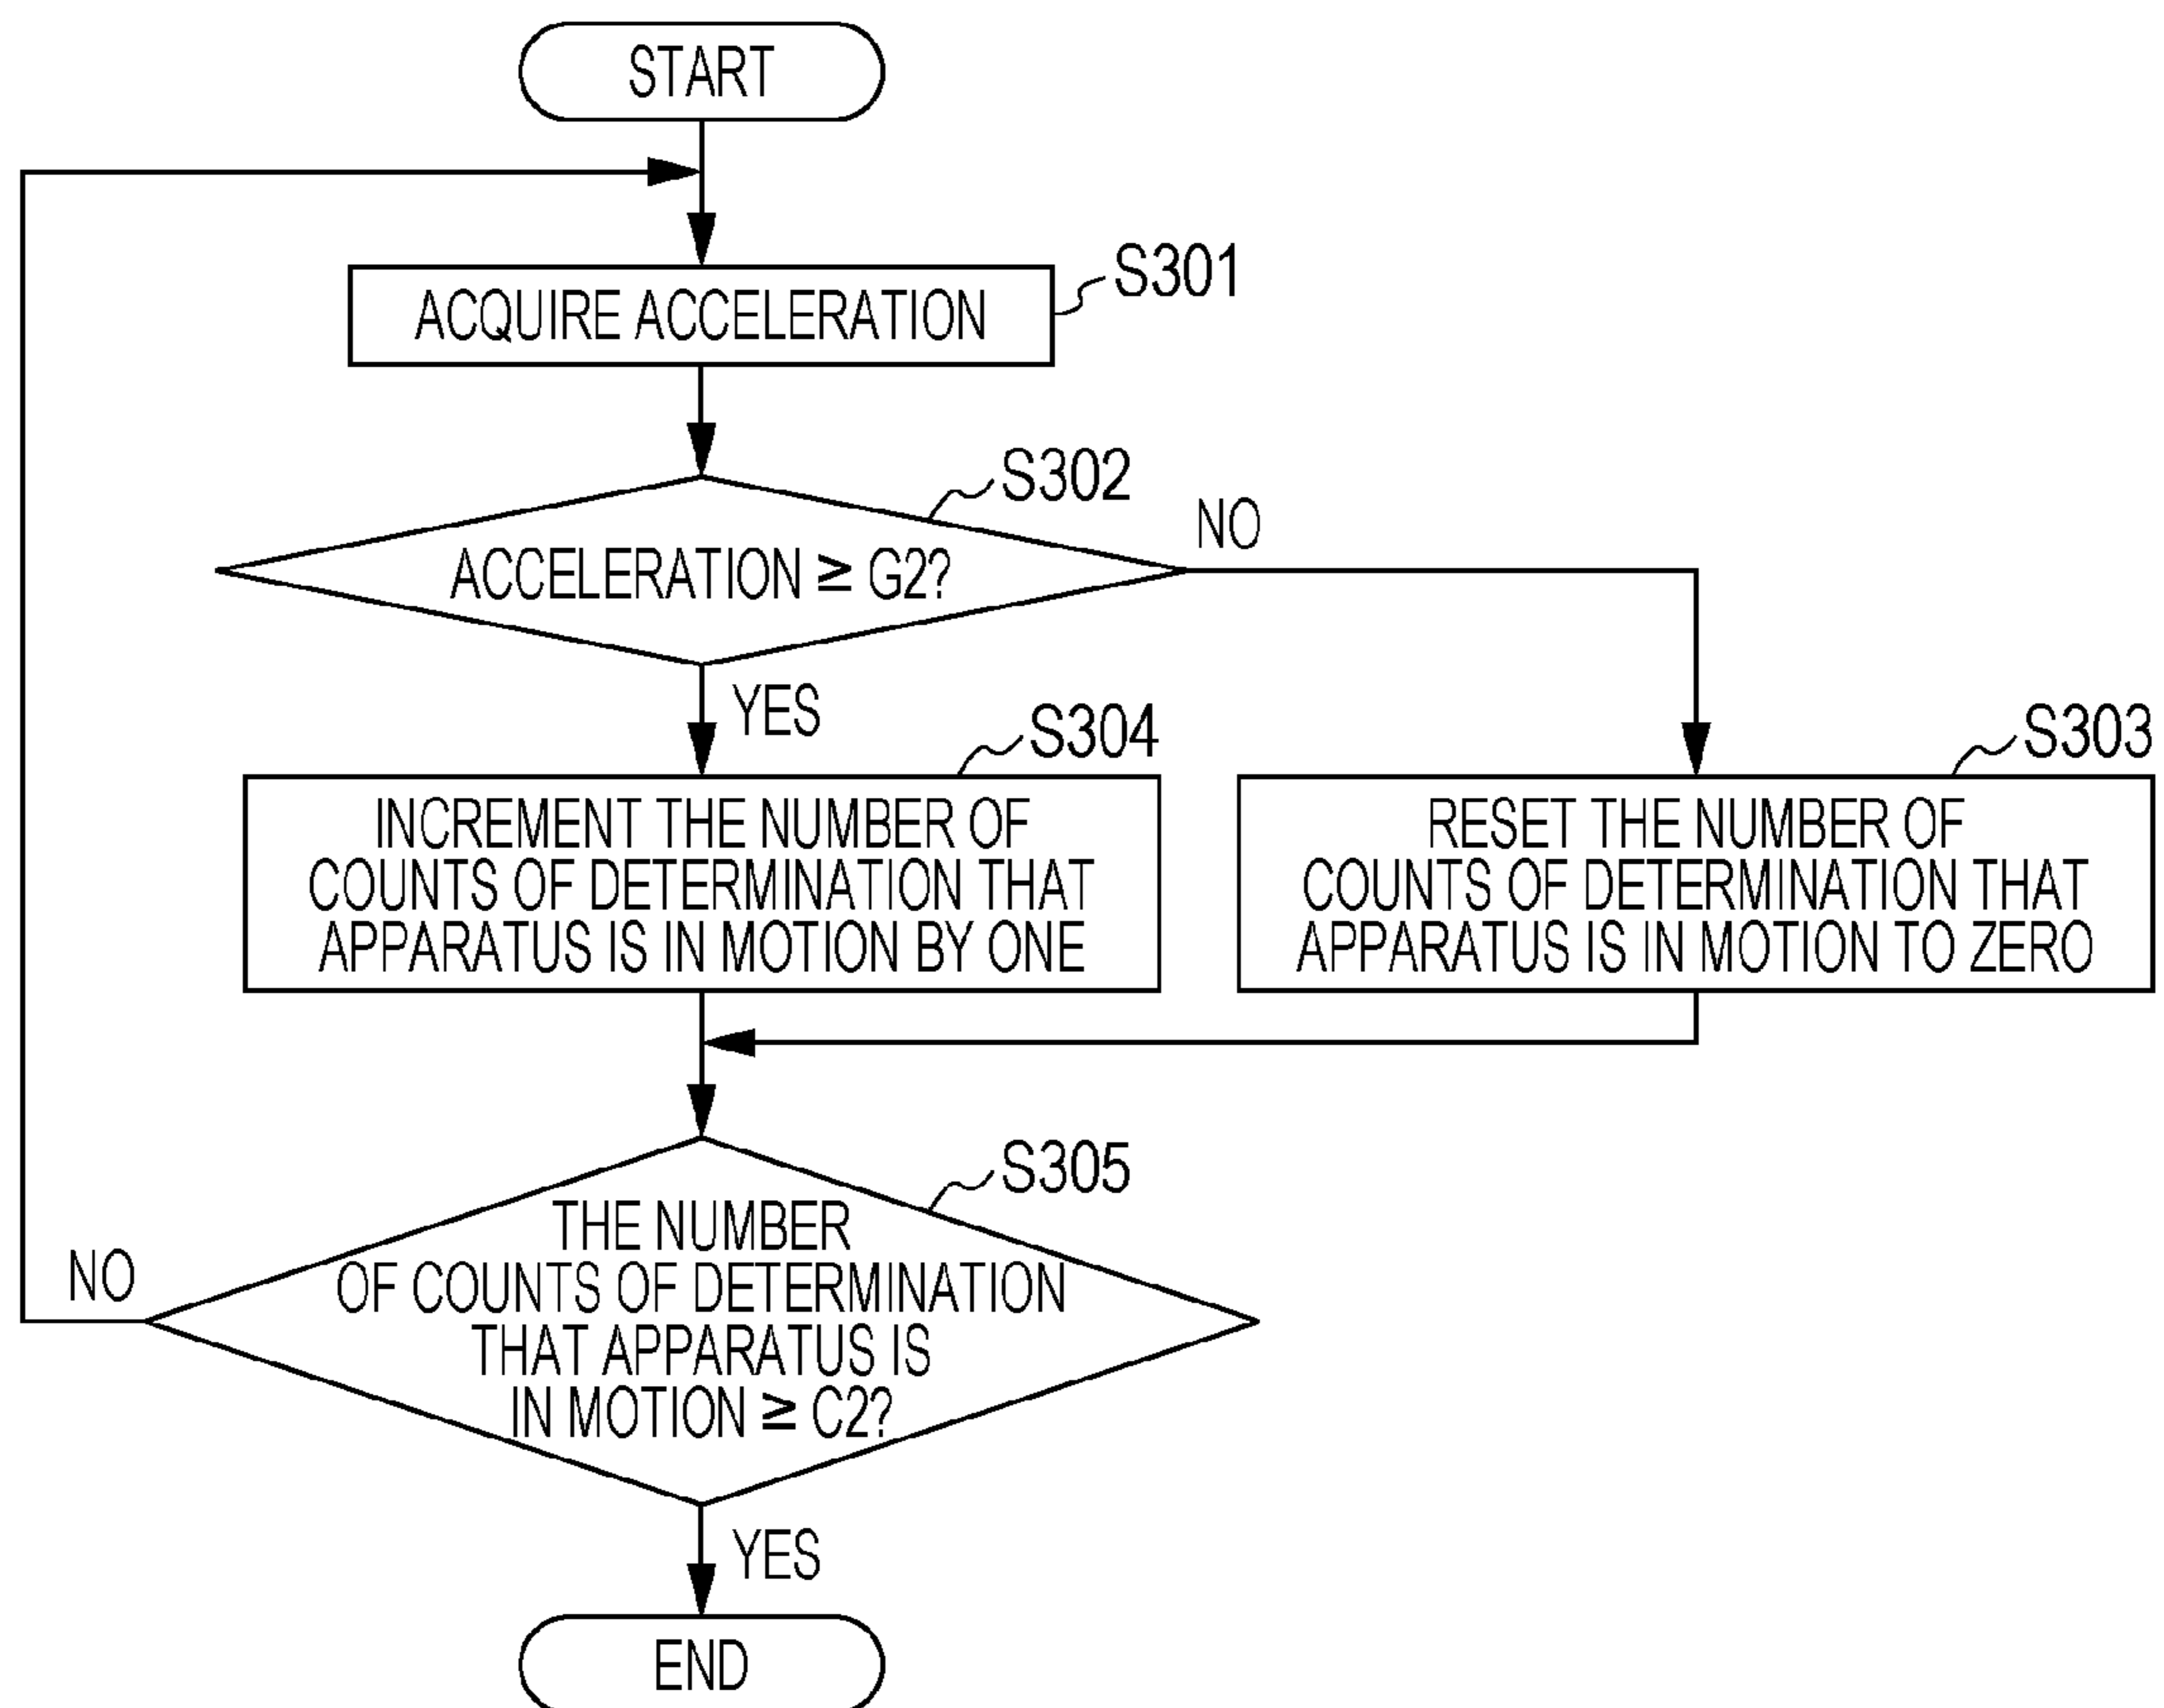 START
ACQUIRE ACCELERATION
S301
S302
ACCELERATION ≥ G2?
NO
YES
S304
INCREMENT THE NUMBER OF
COUNTS OF DETERMINATION THAT
APPARATUS IS IN MOTION BY ONE
S303
RESET THE NUMBER OF
COUNTS OF DETERMINATION THAT
APPARATUS IS IN MOTION TO ZERO
S305
THE NUMBER
OF COUNTS OF DETERMINATION
THAT APPARATUS IS
IN MOTION ≥ C2?
NO
YES
END